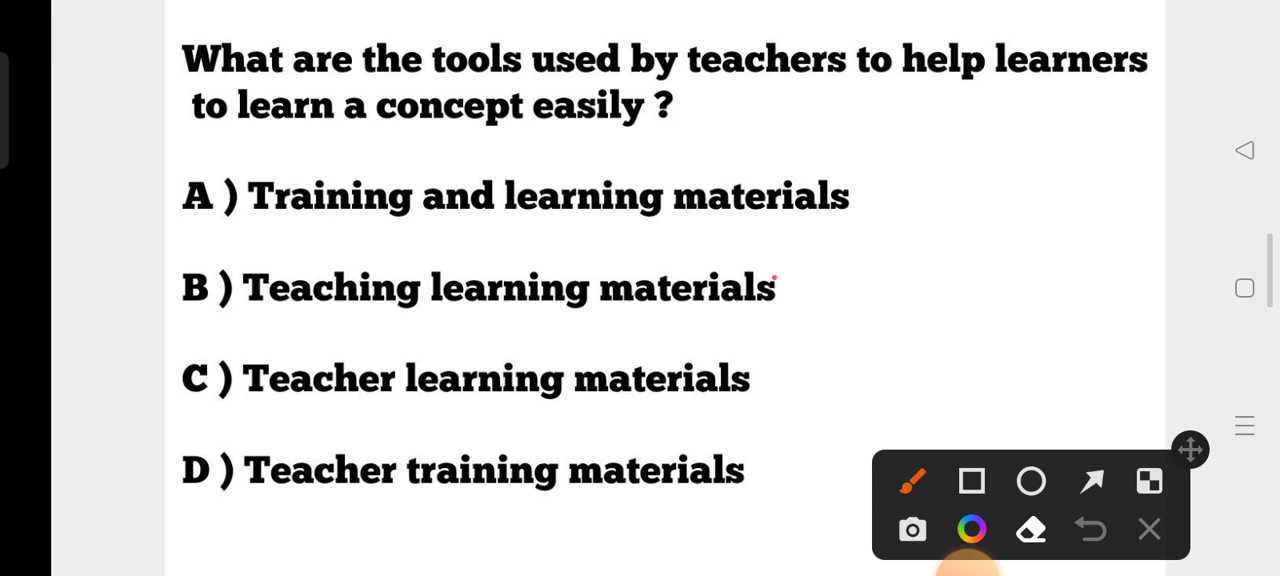 What are the tools used by teachers to help learners
to learn a concept easily ?
A ) Training and learning materials
B ) Teaching learning materials
C ) Teacher learning materials
D ) Teacher training materials